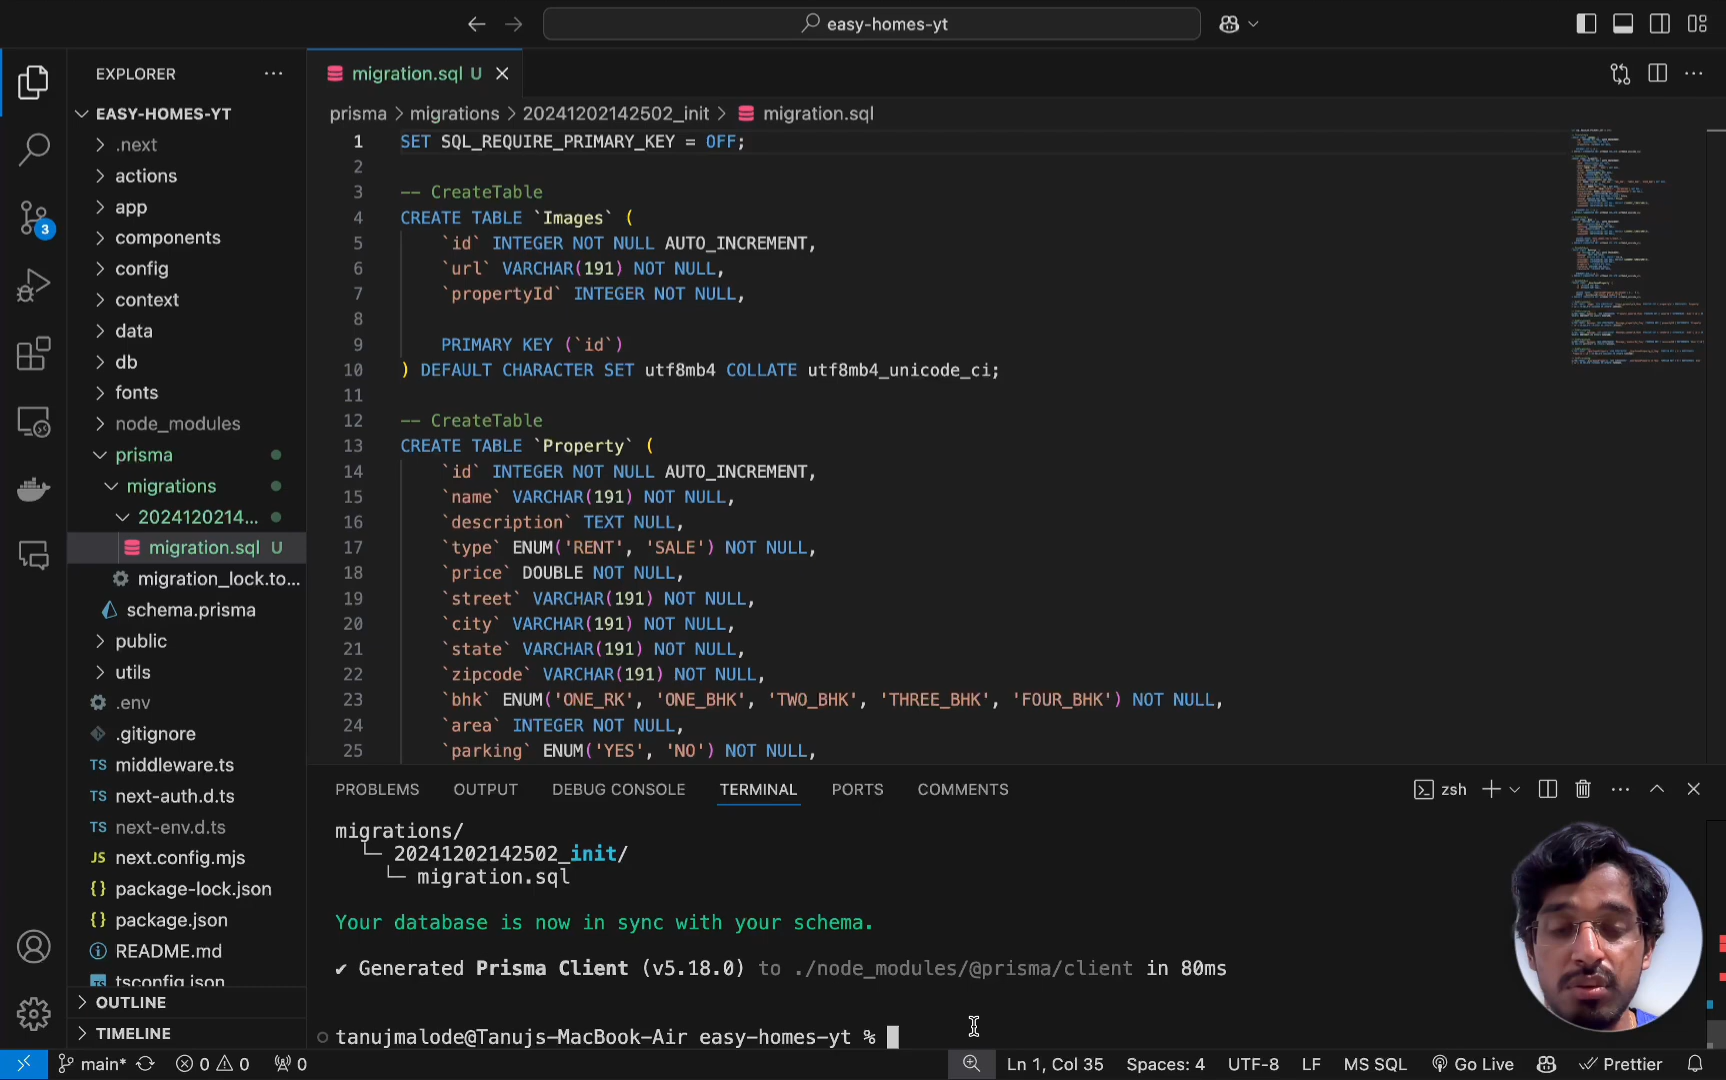 easy-homes-yt
EXPLORER
migration.sql U
EASY-HOMES-YT
prisma > migrations > 20241202142502_init > migration.sql
.next
actions
app
components
config
context
data
db
fonts
node_modules
prisma
migrations
2024120214...
migration.sql U
migration_lock.to...
schema.prisma
public
utils
.env
.gitignore
TS middleware.ts
TS next-auth.d.ts
TS next-env.d.ts
JS next.config.mjs
{} package-lock.json
{} package.json
README.md
tsconfig.json
OUTLINE
TIMELINE
3
1 SET SQL_REQUIRE_PRIMARY_KEY = OFF;
2
3 -- CreateTable
4 CREATE TABLE `Images` (
5 `id` INTEGER NOT NULL AUTO_INCREMENT,
6 `url` VARCHAR(191) NOT NULL,
7 `propertyId` INTEGER NOT NULL,
8
9 PRIMARY KEY (`id`)
10 ) DEFAULT CHARACTER SET utf8mb4 COLLATE utf8mb4_unicode_ci;
11
12 -- CreateTable
13 CREATE TABLE `Property` (
14 `id` INTEGER NOT NULL AUTO_INCREMENT,
15 `name` VARCHAR(191) NOT NULL,
16 `description` TEXT NULL,
17 `type` ENUM('RENT', 'SALE') NOT NULL,
18 `price` DOUBLE NOT NULL,
19 `street` VARCHAR(191) NOT NULL,
20 `city` VARCHAR(191) NOT NULL,
21 `state` VARCHAR(191) NOT NULL,
22 `zipcode` VARCHAR(191) NOT NULL,
23 `bhk` ENUM('ONE_RK', 'ONE_BHK', 'TWO_BHK', 'THREE_BHK', 'FOUR_BHK') NOT NULL,
24 `area` INTEGER NOT NULL,
25 `parking` ENUM('YES', 'NO') NOT NULL,
PROBLEMS OUTPUT DEBUG CONSOLE TERMINAL PORTS COMMENTS
zsh
migrations/
└─ 20241202142502_init/
└─ migration.sql
Your database is now in sync with your schema.
✔ Generated Prisma Client (v5.18.0) to ./node_modules/@prisma/client in 80ms
tanujmalode@Tanujs-MacBook-Air easy-homes-yt %
main* 0 0 0 Ln 1, Col 35 Spaces: 4 UTF-8 LF MS SQL Go Live Prettier